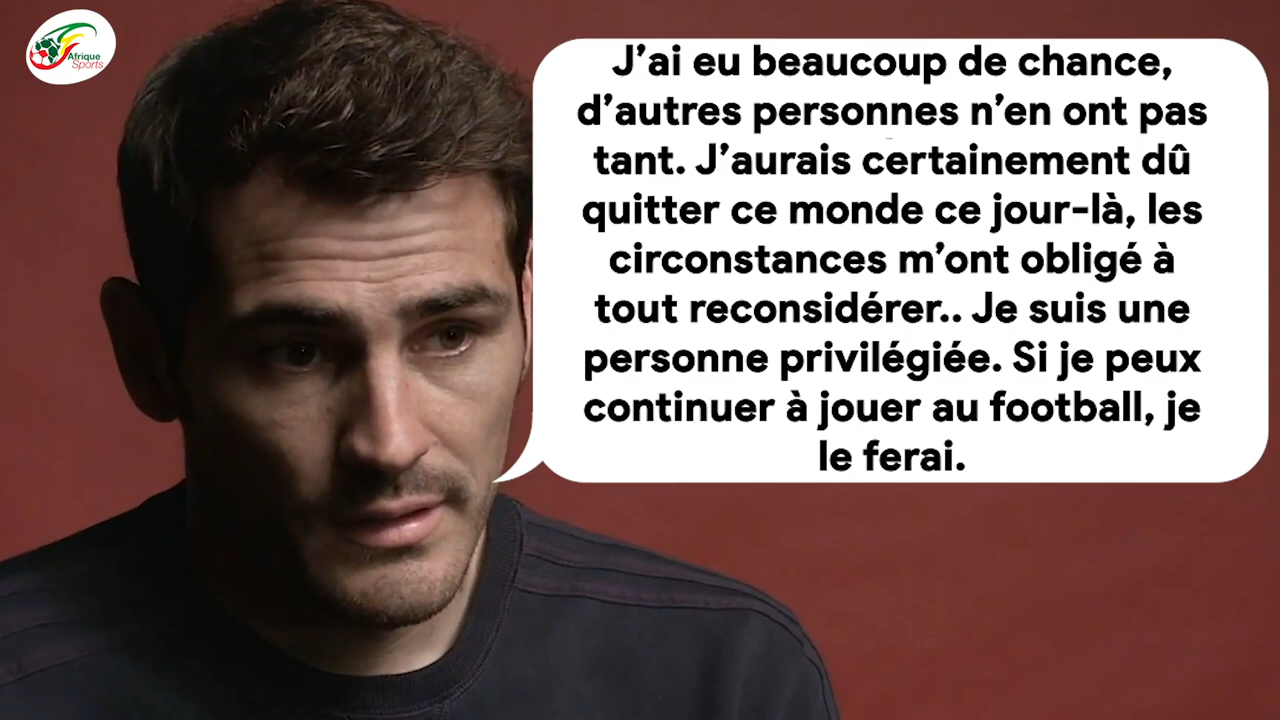 Afrique
Sports
J’ai eu beaucoup de chance,
d’autres personnes n’en ont pas
tant. J’aurais certainement dû
quitter ce monde ce jour-là, les
circonstances m’ont obligé à
tout reconsidérer.. Je suis une
personne privilégiée. Si je peux
continuer à jouer au football, je
le ferai.